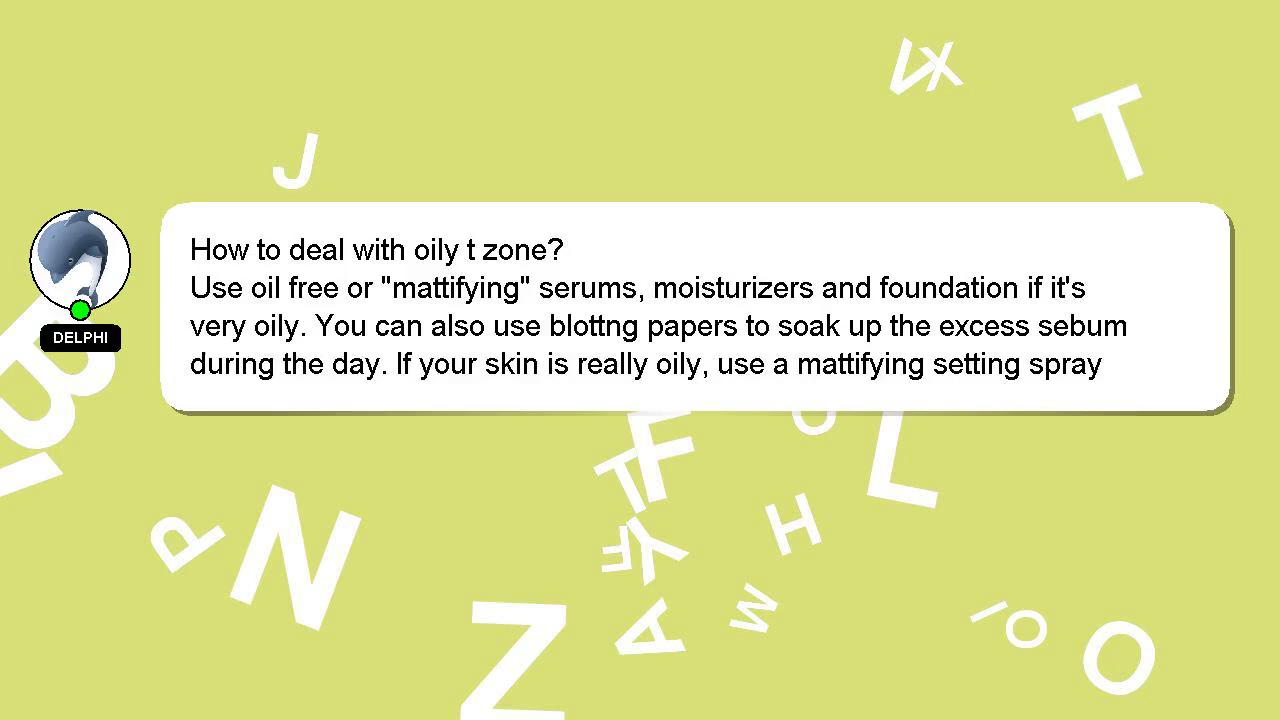 V X
T
J
How to deal with oily t zone?
Use oil free or "mattifying" serums, moisturizers and foundation if it's
very oily. You can also use blottng papers to soak up the excess sebum
during the day. If your skin is really oily, use a mattifying setting spray
DELPHI
B
T
L
P
N
Y
H
Z
A
W
I
O
O